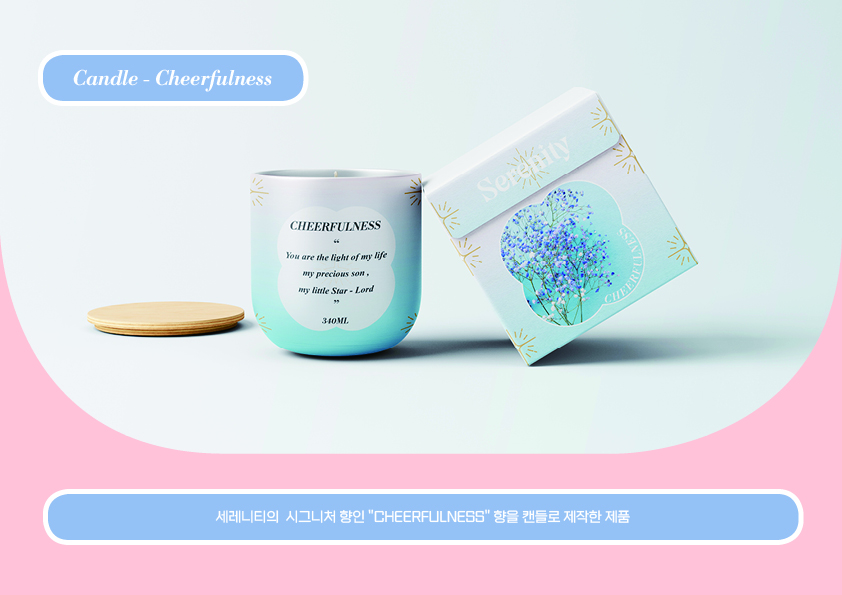 Candle - Cheerfulness
Serenity
CHEERFULNESS
“
You are the light of my life
my precious son ,
my little Star - Lord
”
340ML
CHEERFULNESS
세레니티의 시그니처 향인 "CHEERFULNESS" 향을 캔들로 제작한 제품